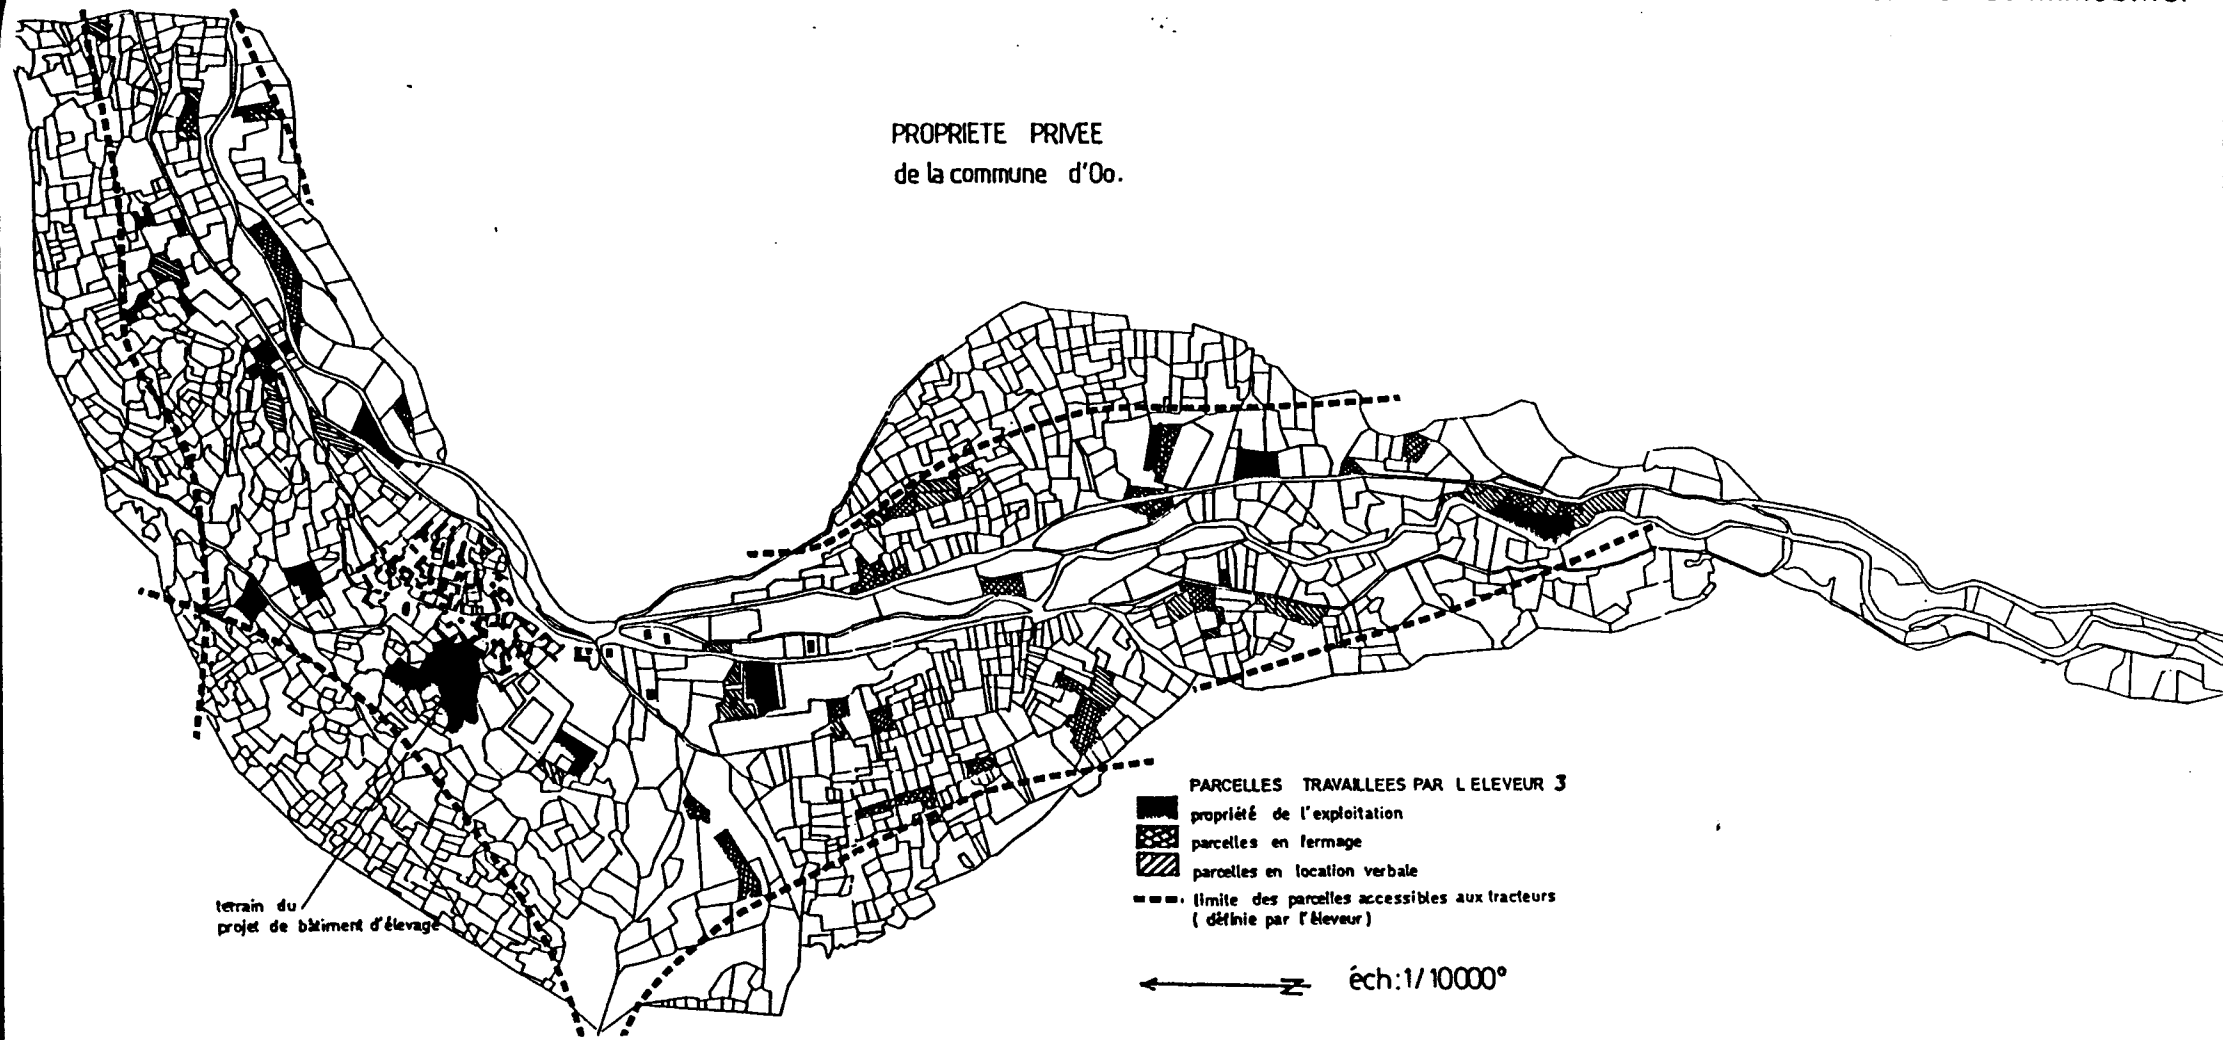 PROPRIETE PRIVEE
de la commune d'Oo.
PARCELLES TRAVAILLEES PAR L ELEVEUR 3
propriété de l'exploitation
parcelles en fermage
parcelles en location verbale
limite des parcelles accessibles aux tracteurs
( définie par l'éleveur )
terrain du
projet de bâtiment d'élevage
N
éch: 1/10000°